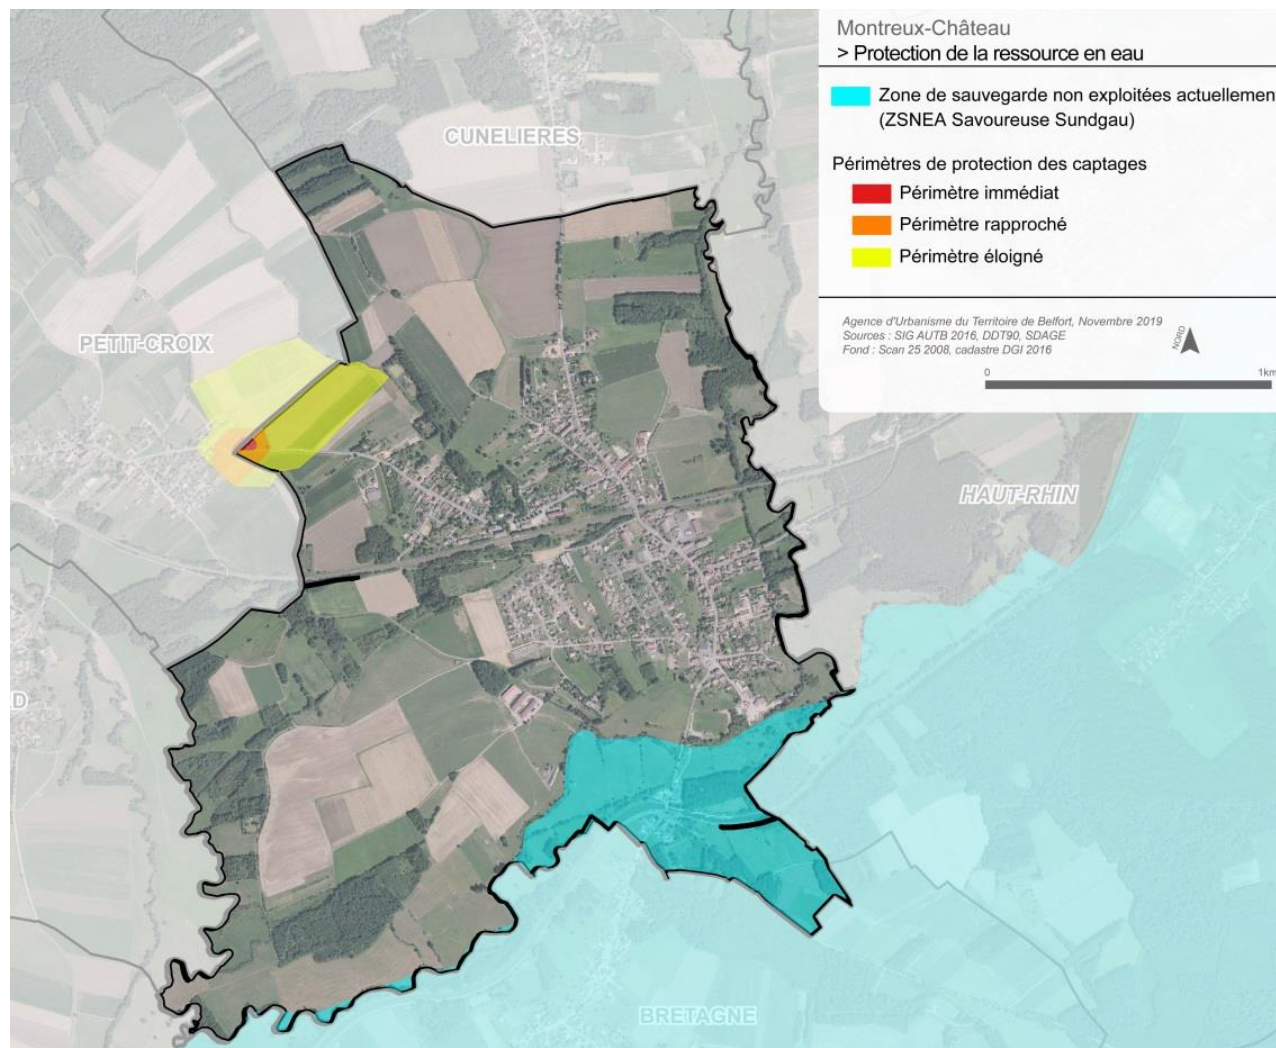 Montreux-Château
> Protection de la ressource en eau
Zone de sauvegarde non exploitées actuellemen
(ZSNEA Savoureuse Sundgau)
Périmètres de protection des captages
Périmètre immédiat
Périmètre rapproché
Périmètre éloigné
Agence d'Urbanisme du Territoire de Belfort, Novembre 2019
Sources : SIG AUTB 2016, DDT90, SDAGE
Fond : Scan 25 2008, cadastre DGI 2016
NORD
0 1km
CUNELIERES
PETIT-CROIX
HAUT-RHIN
D
BRETAGNE